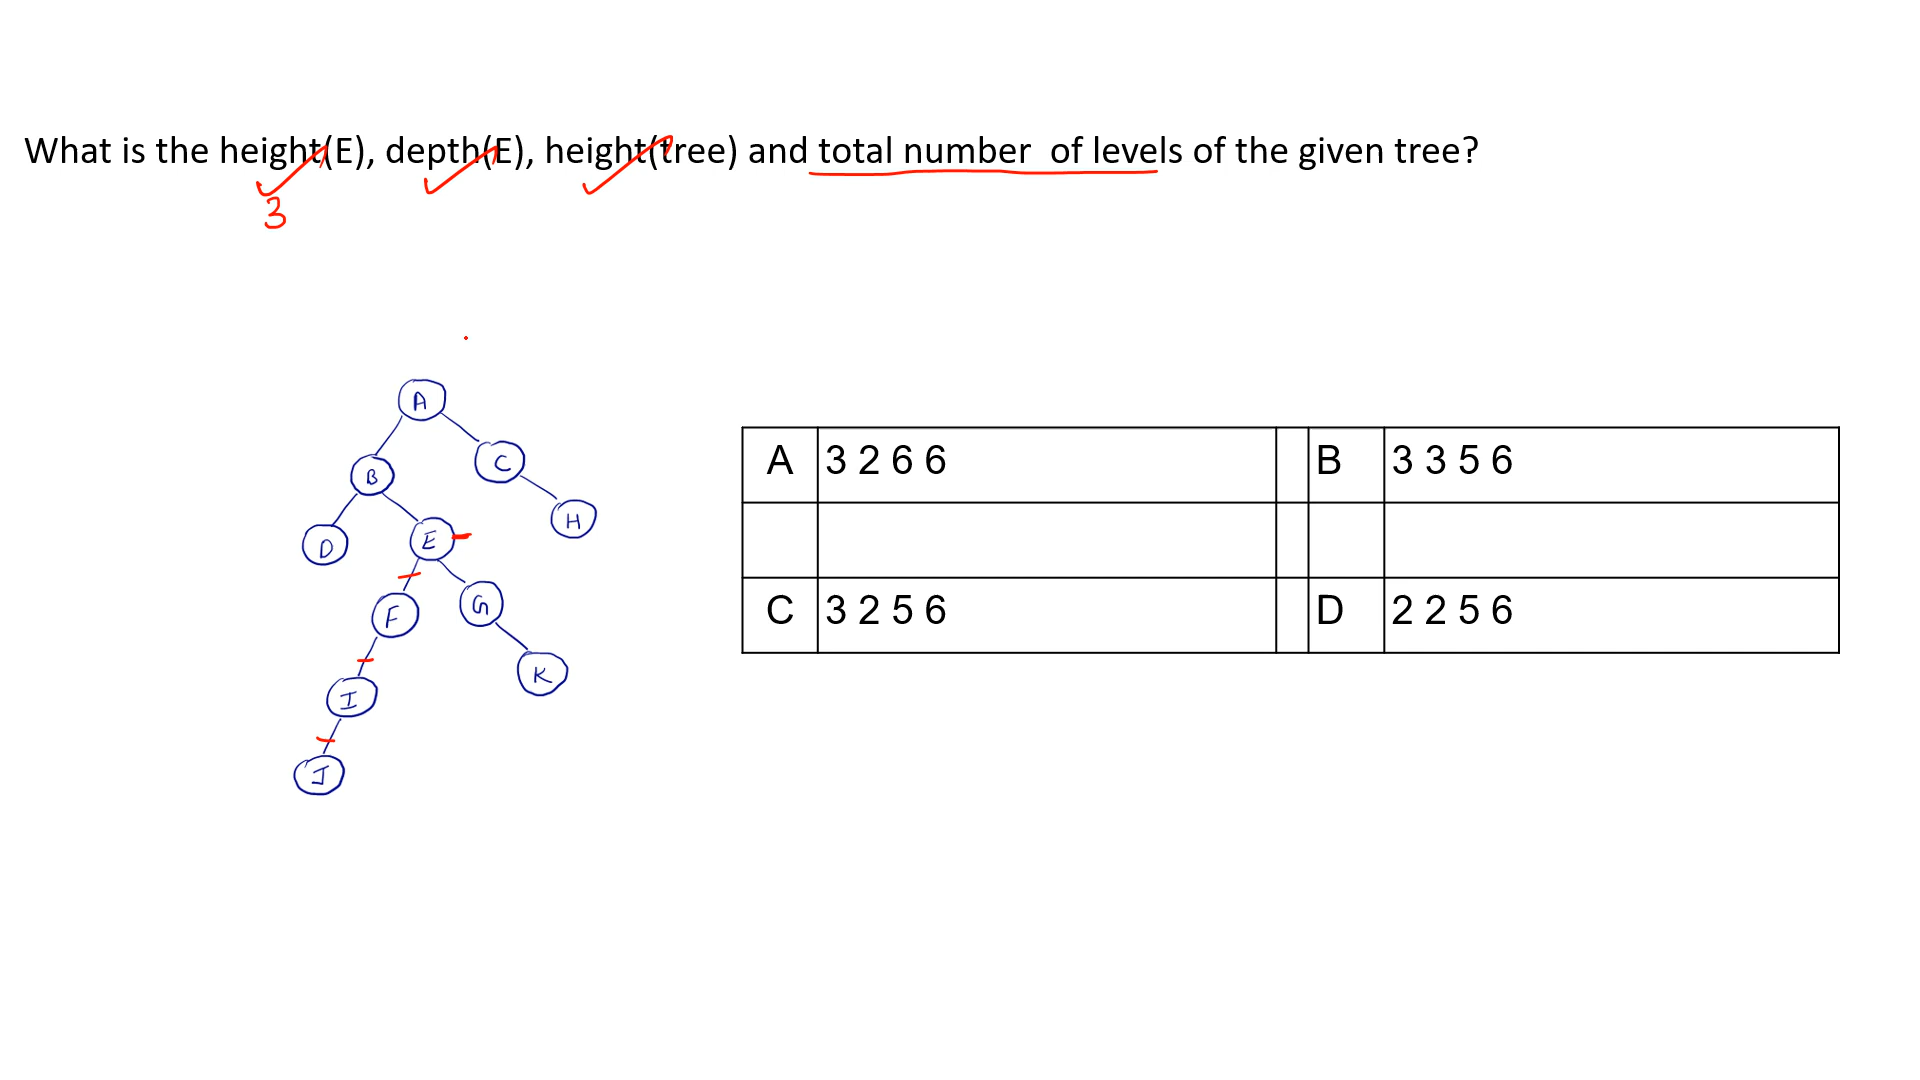 What is the height(E), depth(E), height(tree) and total number of levels of the given tree?
3
A
B
C
D
E
H
F
G
I
K
J
A 3 2 6 6 B 3 3 5 6
C 3 2 5 6 D 2 2 5 6